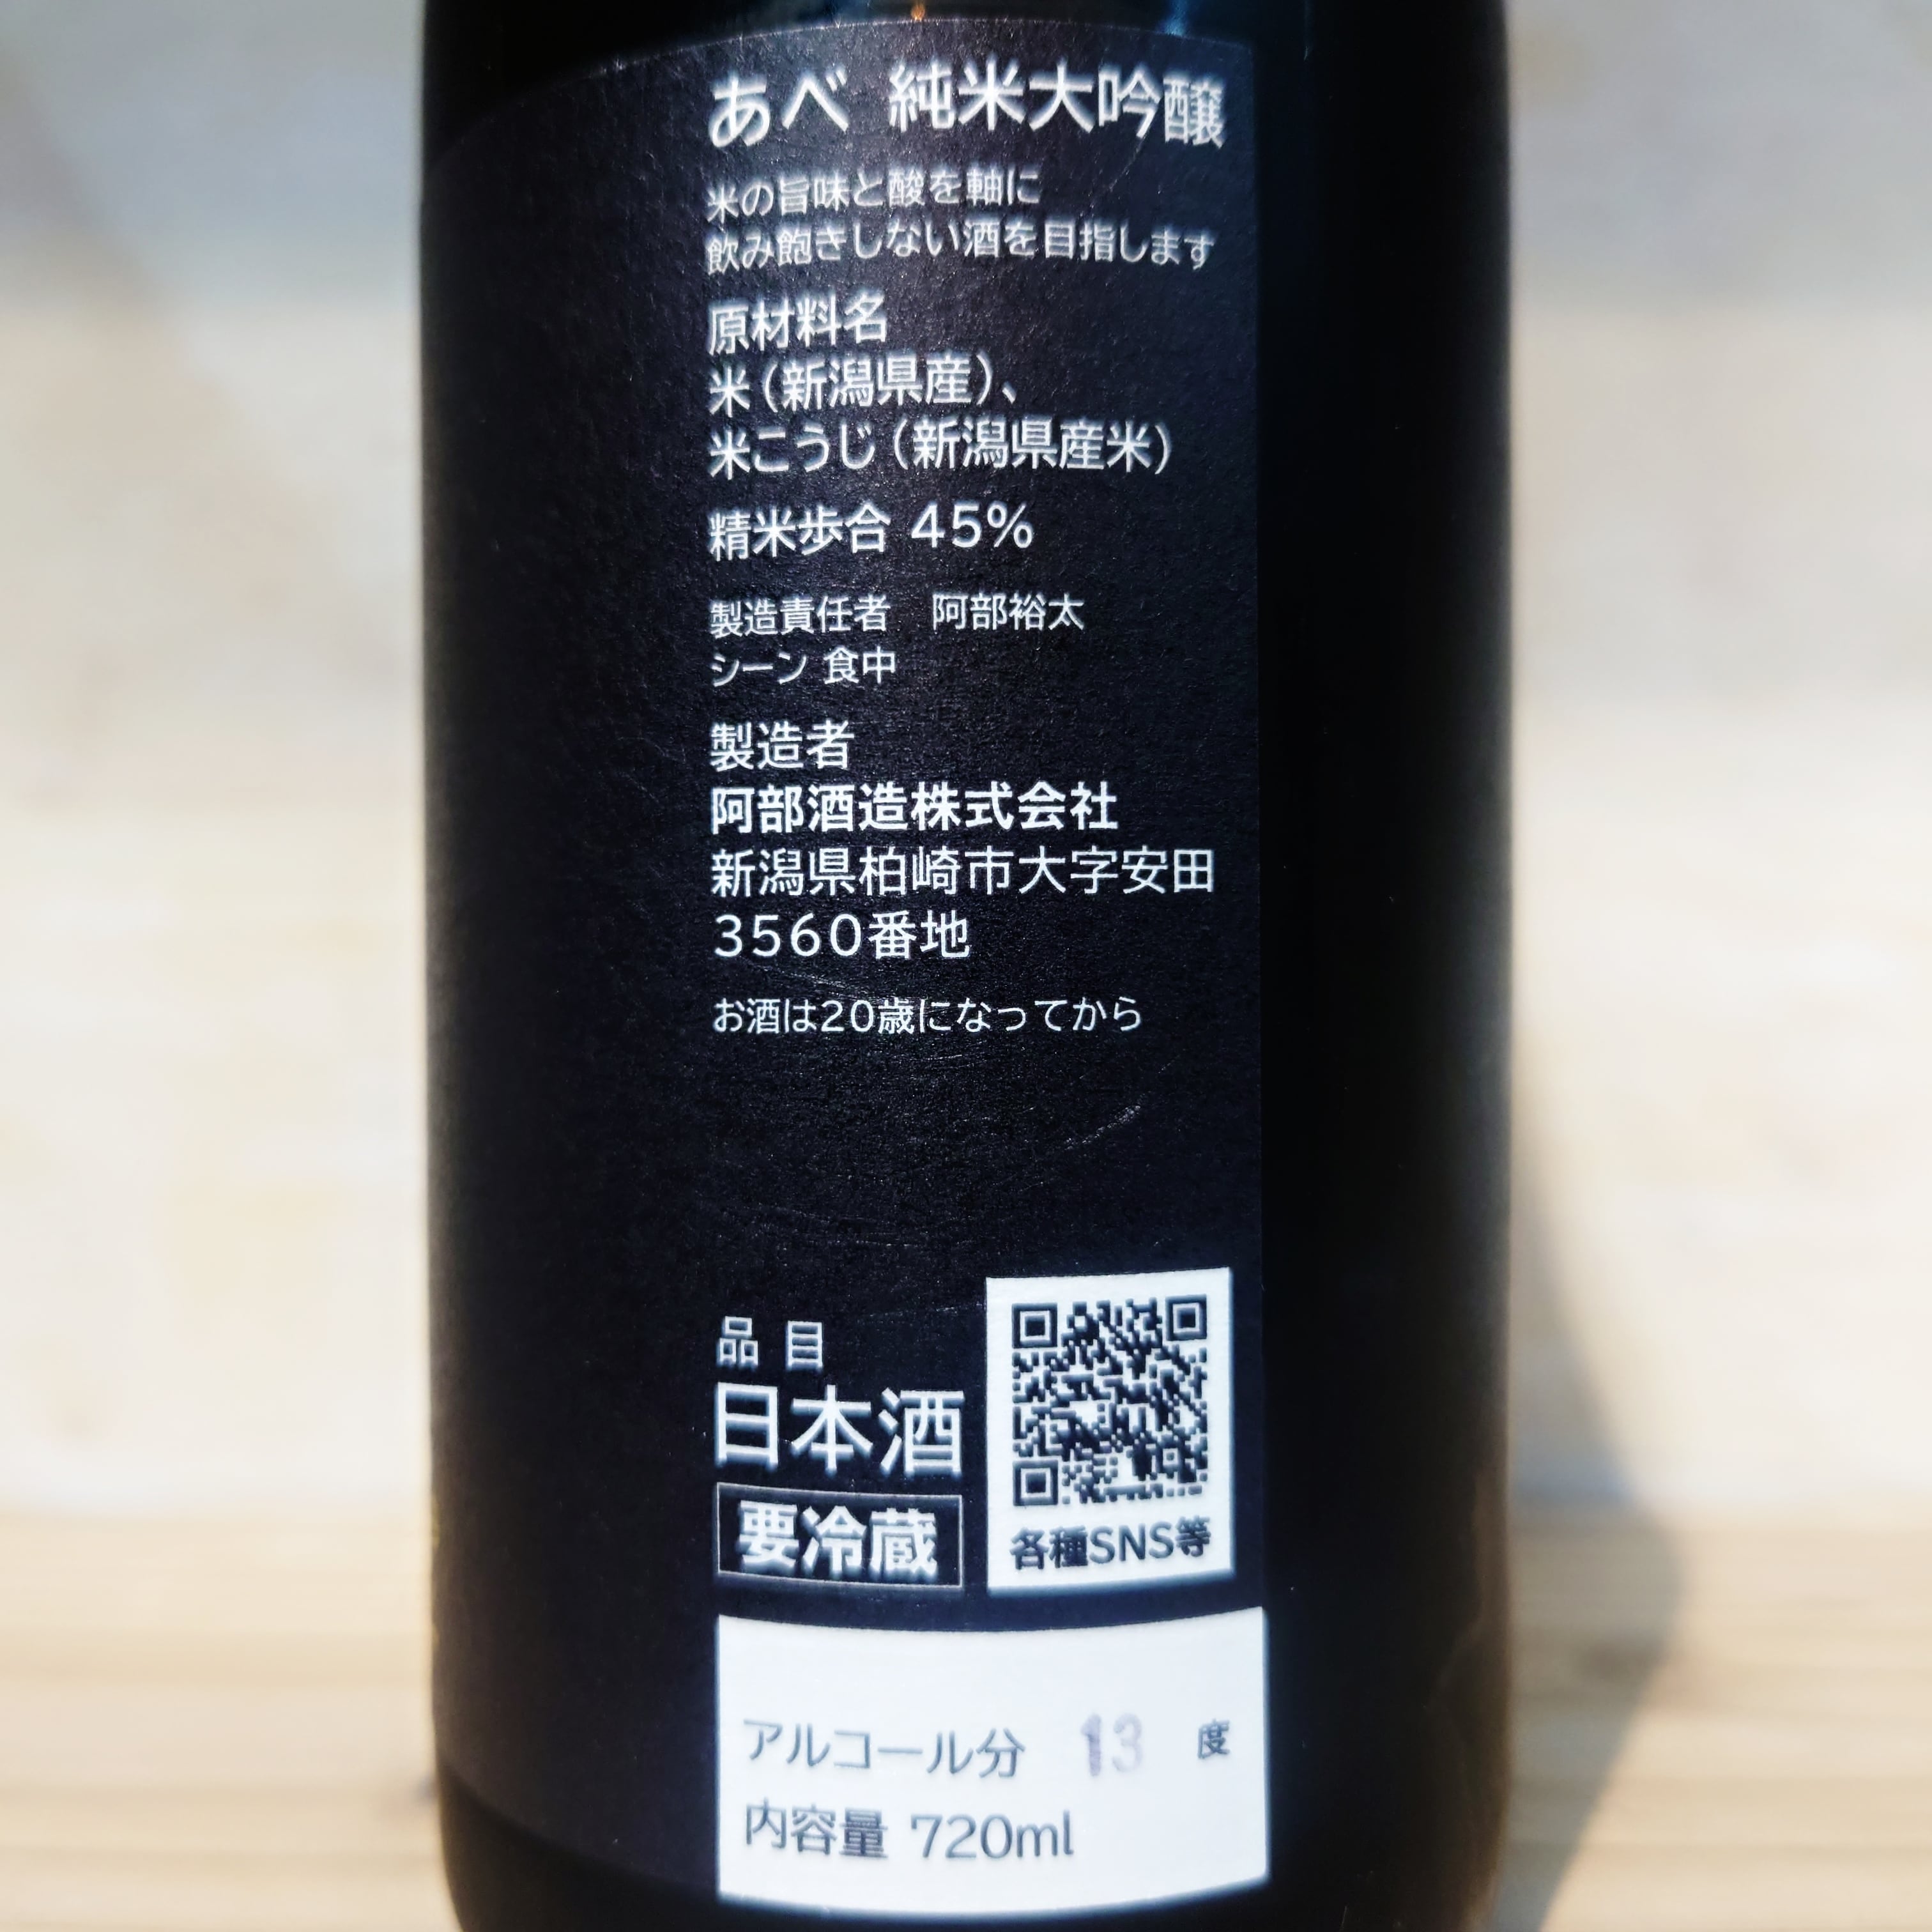 あべ 純米大吟醸
米の旨味と酸を軸に
飲み飽きしない酒を目指します
原材料名
米（新潟県産）、
米こうじ（新潟県産米）
精米歩合 45%
製造責任者　阿部裕太
シーン 食中
製造者
阿部酒造株式会社
新潟県柏崎市大字安田
3560番地
お酒は20歳になってから
品目
日本酒
要冷蔵
各種SNS等
アルコール分 13 度
内容量 720ml